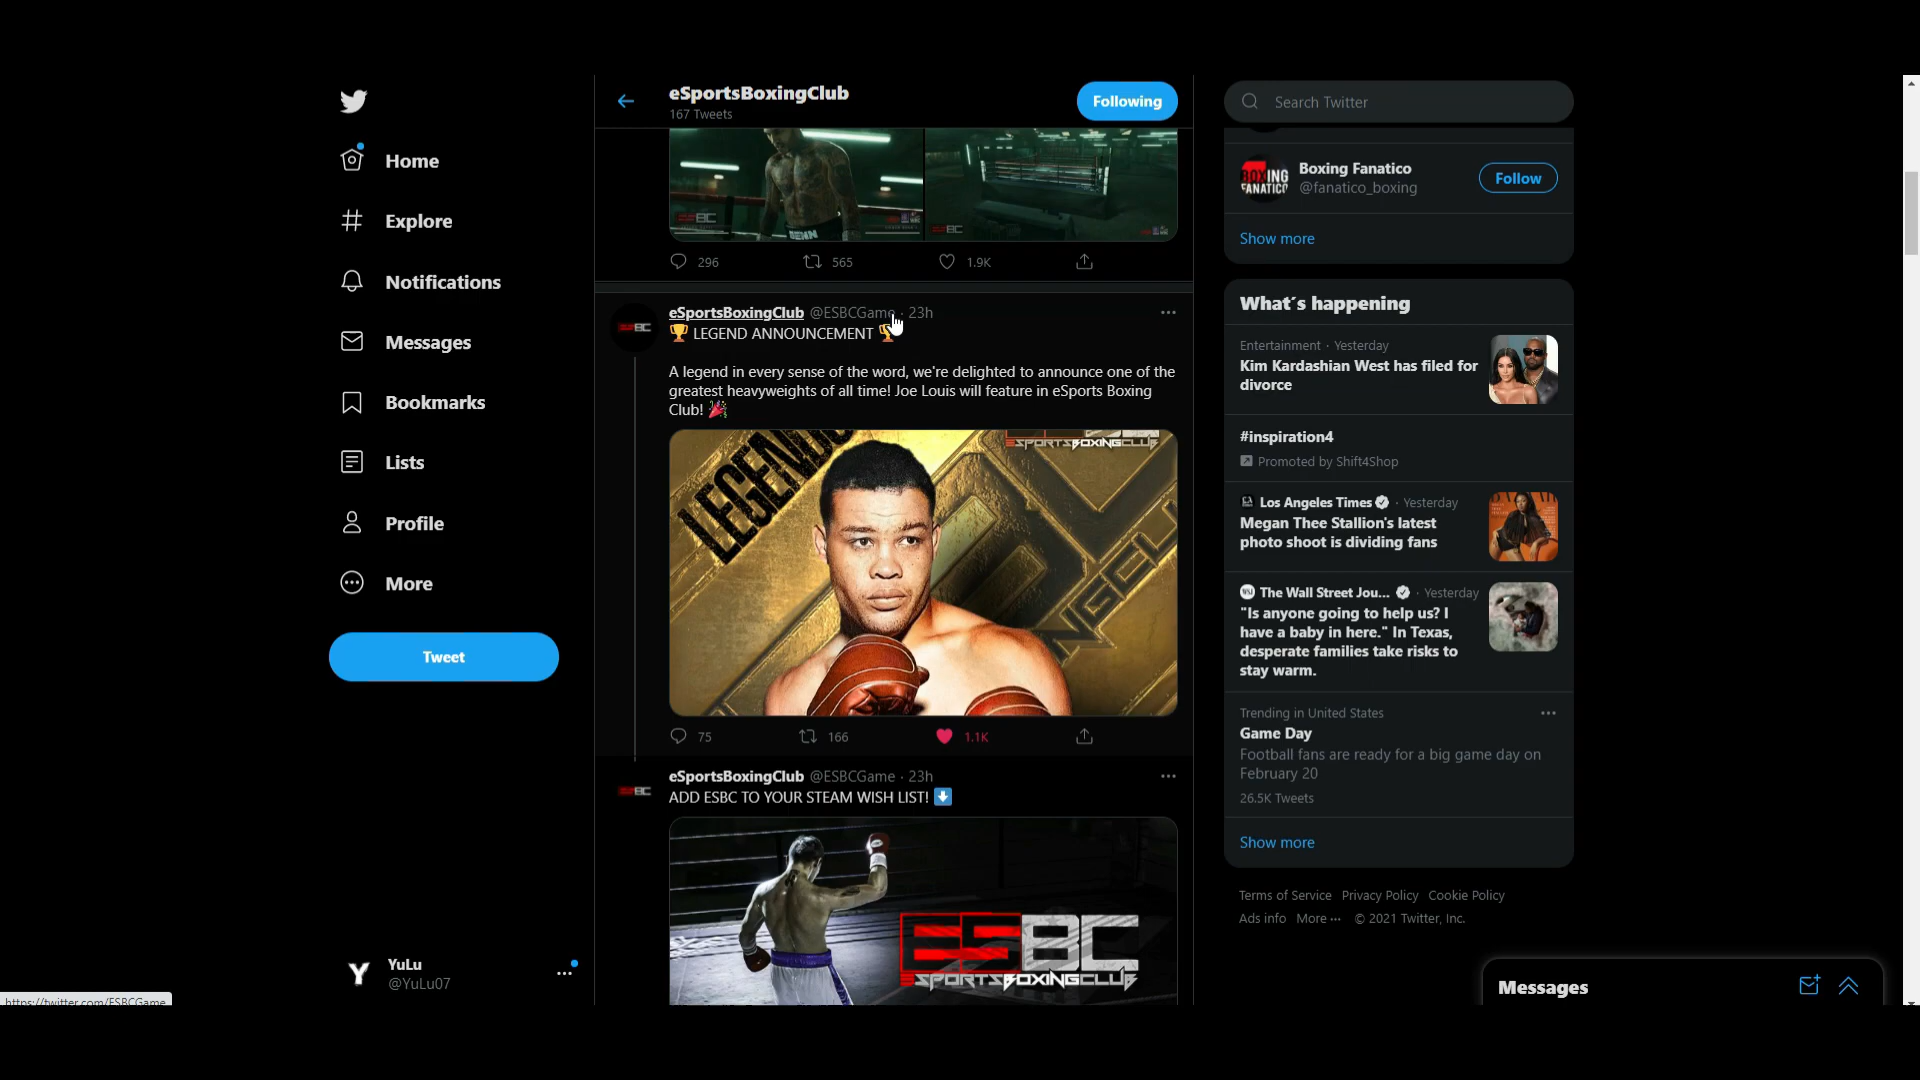 Home
Explore
Notifications
Messages
Bookmarks
Lists
Profile
More
Tweet
YuLu
@YuLu07
https://twitter.com/ESBCGame
eSportsBoxingClub
167 Tweets
Following
BENN
296 565 1.9K
eSportsBoxingClub @ESBCGame · 23h
🏆 LEGEND ANNOUNCEMENT 🏆
A legend in every sense of the word, we're delighted to announce one of the
greatest heavyweights of all time! Joe Louis will feature in eSports Boxing
Club! 🎉
LEGENDS
ESPORTSBOXINGCLUB
75 166 1.1K
eSportsBoxingClub @ESBCGame · 23h
ADD ESBC TO YOUR STEAM WISH LIST! ⬇
ESBC
ESPORTSBOXINGCLUB
Search Twitter
BOXING
FANATICO
Boxing Fanatico
@fanatico_boxing
Follow
Show more
What's happening
Entertainment · Yesterday
Kim Kardashian West has filed for
divorce
#inspiration4
Promoted by Shift4Shop
Los Angeles Times · Yesterday
Megan Thee Stallion's latest
photo shoot is dividing fans
The Wall Street Jou... · Yesterday
"Is anyone going to help us? I
have a baby in here." In Texas,
desperate families take risks to
stay warm.
Trending in United States
Game Day
Football fans are ready for a big game day on
February 20
26.5K Tweets
Show more
Terms of Service Privacy Policy Cookie Policy
Ads info More ··· © 2021 Twitter, Inc.
Messages